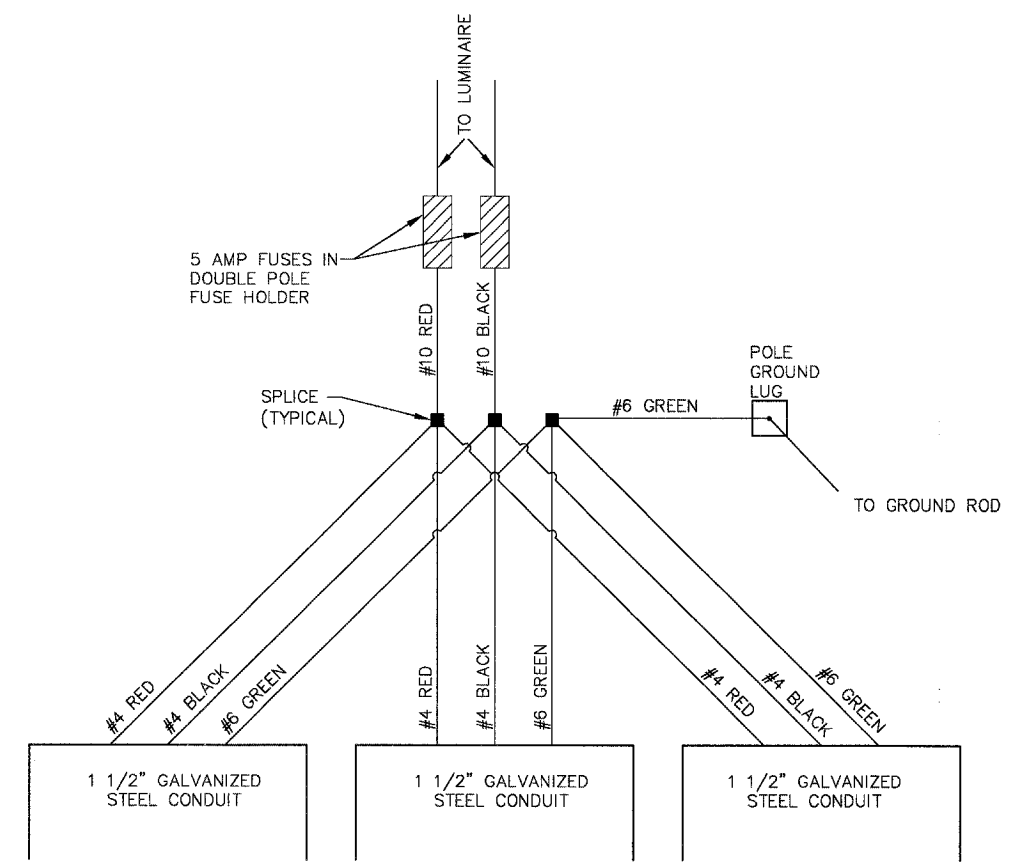 TO LUMINAIRE
5 AMP FUSES IN
DOUBLE POLE
FUSE HOLDER
#10 RED
#10 BLACK
SPLICE
(TYPICAL)
POLE
GROUND
LUG
#6 GREEN
TO GROUND ROD
#4 RED
#4 BLACK
#6 GREEN
#4 RED
#4 BLACK
#6 GREEN
#4 RED
#4 BLACK
#6 GREEN
1 1/2" GALVANIZED
STEEL CONDUIT
1 1/2" GALVANIZED
STEEL CONDUIT
1 1/2" GALVANIZED
STEEL CONDUIT